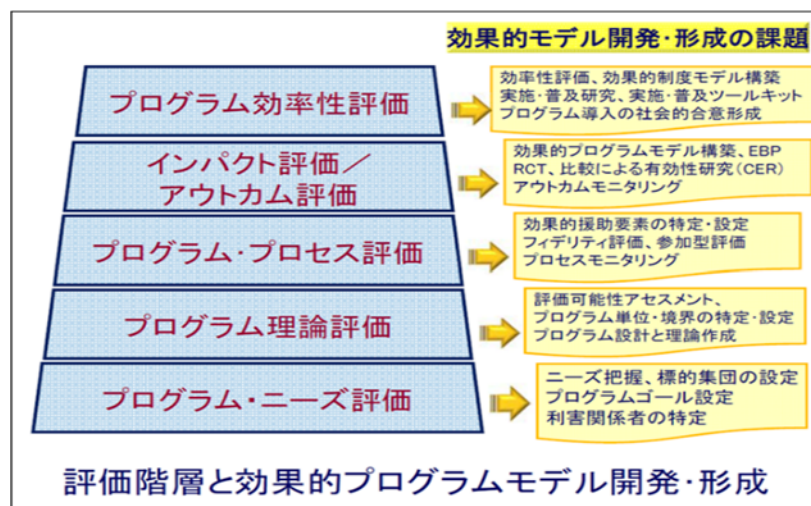 効果的モデル開発・形成の課題
プログラム効率性評価
効率性評価、効果的制度モデル構築
実施・普及研究、実施・普及ツールキット
プログラム導入の社会的合意形成
インパクト評価／
アウトカム評価
効果的プログラムモデル構築、EBP
RCT、比較による有効性研究(CER)
アウトカムモニタリング
プログラム・プロセス評価
効果的援助要素の特定・設定
フィデリティ評価、参加型評価
プロセスモニタリング
プログラム理論評価
評価可能性アセスメント、
プログラム単位・境界の特定・設定
プログラム設計と理論作成
プログラム・ニーズ評価
ニーズ把握、標的集団の設定
プログラムゴール設定
利害関係者の特定
評価階層と効果的プログラムモデル開発・形成